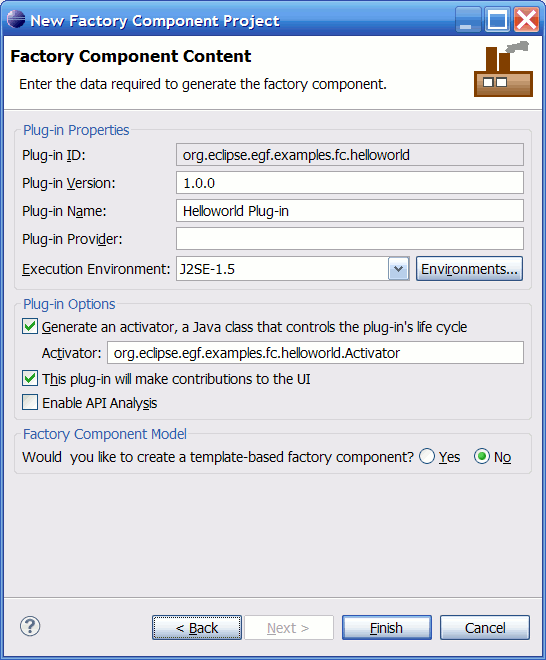 New Factory Component Project
Factory Component Content
Enter the data required to generate the factory component.
Plug-in Properties
Plug-in ID: org.eclipse.egf.examples.fc.helloworld
Plug-in Version: 1.0.0
Plug-in Name: Helloworld Plug-in
Plug-in Provider:
Execution Environment: J2SE-1.5 Environments...
Plug-in Options
Generate an activator, a Java class that controls the plug-in's life cycle
Activator: org.eclipse.egf.examples.fc.helloworld.Activator
This plug-in will make contributions to the UI
Enable API Analysis
Factory Component Model
Would you like to create a template-based factory component? Yes No
? < Back Next > Finish Cancel